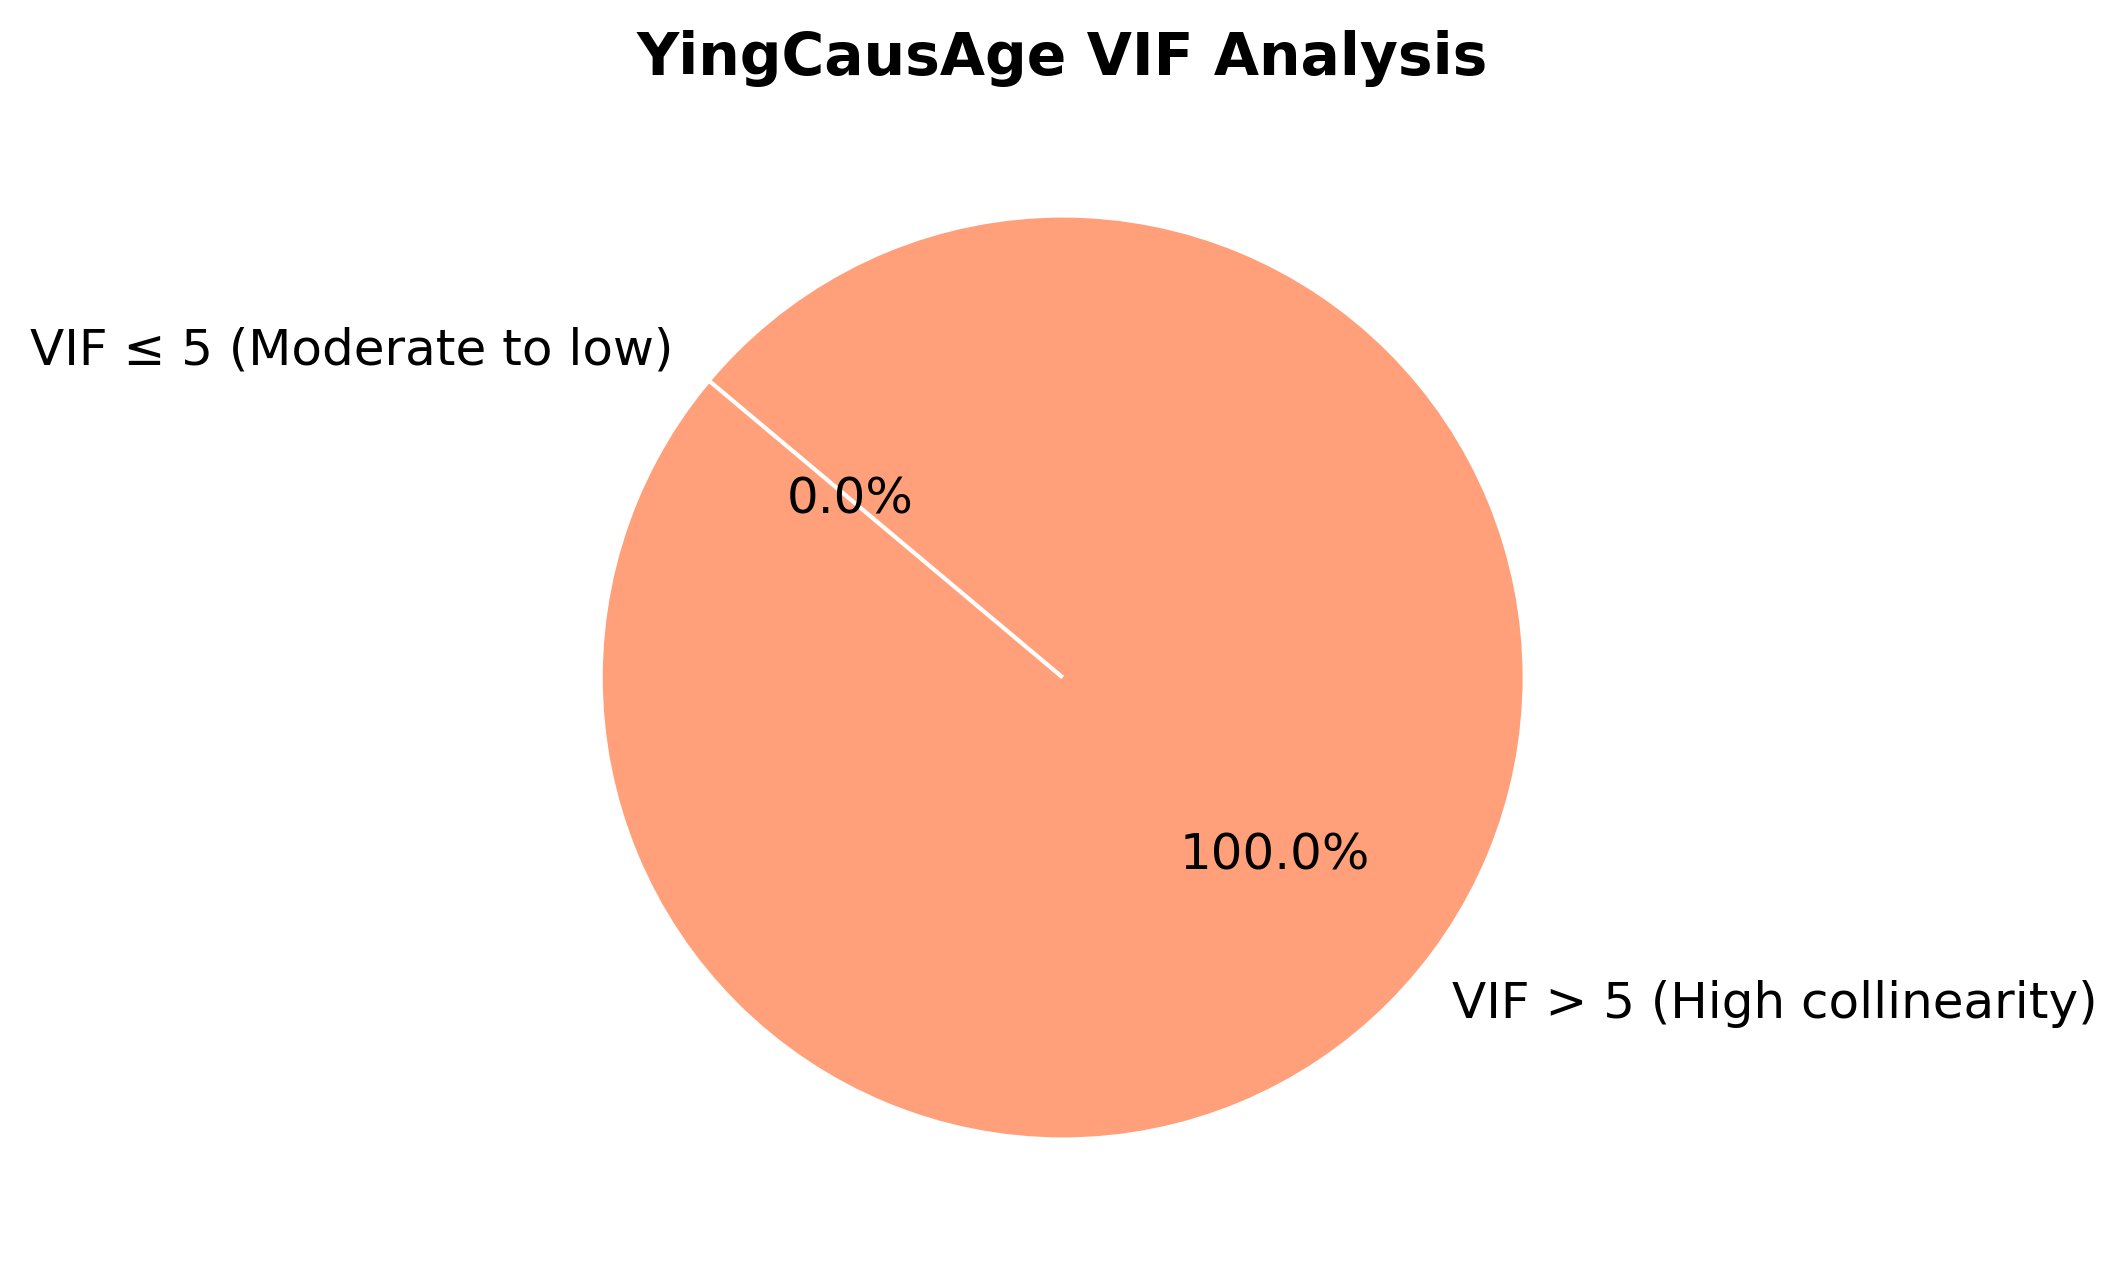 YingCausAge VIF Analysis
VIF ≤ 5 (Moderate to low)
0.0%
100.0%
VIF > 5 (High collinearity)